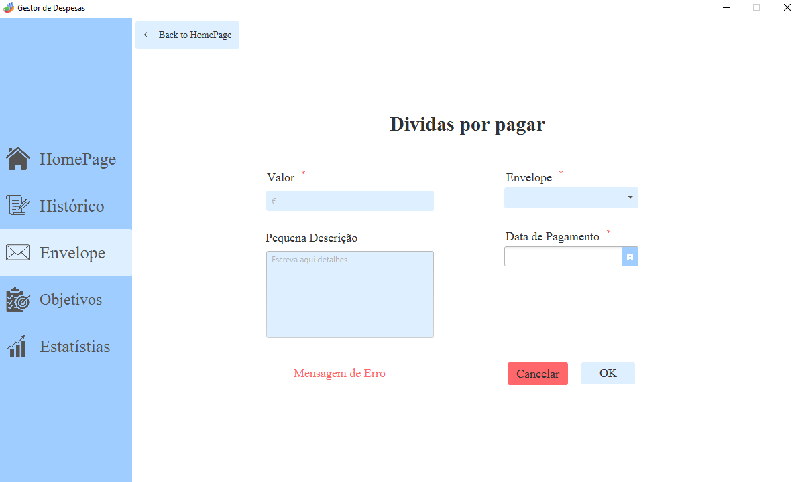 Gestor de Despesas
Back to HomePage
HomePage
Histórico
Envelope
Objetivos
Estatístias
Dividas por pagar
Valor *
€
Envelope *
Pequena Descrição
Escreva aqui detalhes
Data de Pagamento *
Mensagem de Erro
Cancelar
OK